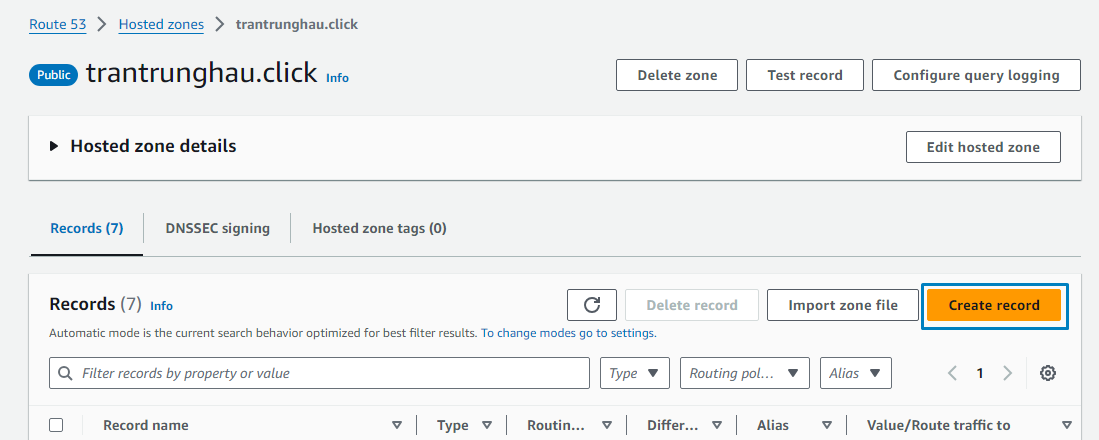 Route 53 > Hosted zones > trantrunghau.click
Public trantrunghau.click Info Delete zone Test record Configure query logging
Hosted zone details Edit hosted zone
Records (7) DNSSEC signing Hosted zone tags (0)
Records (7) Info Delete record Import zone file Create record
Automatic mode is the current search behavior optimized for best filter results. To change modes go to settings.
Filter records by property or value Type Routing pol... Alias 1
Record name Type Routin... Differ... Alias Value/Route traffic to